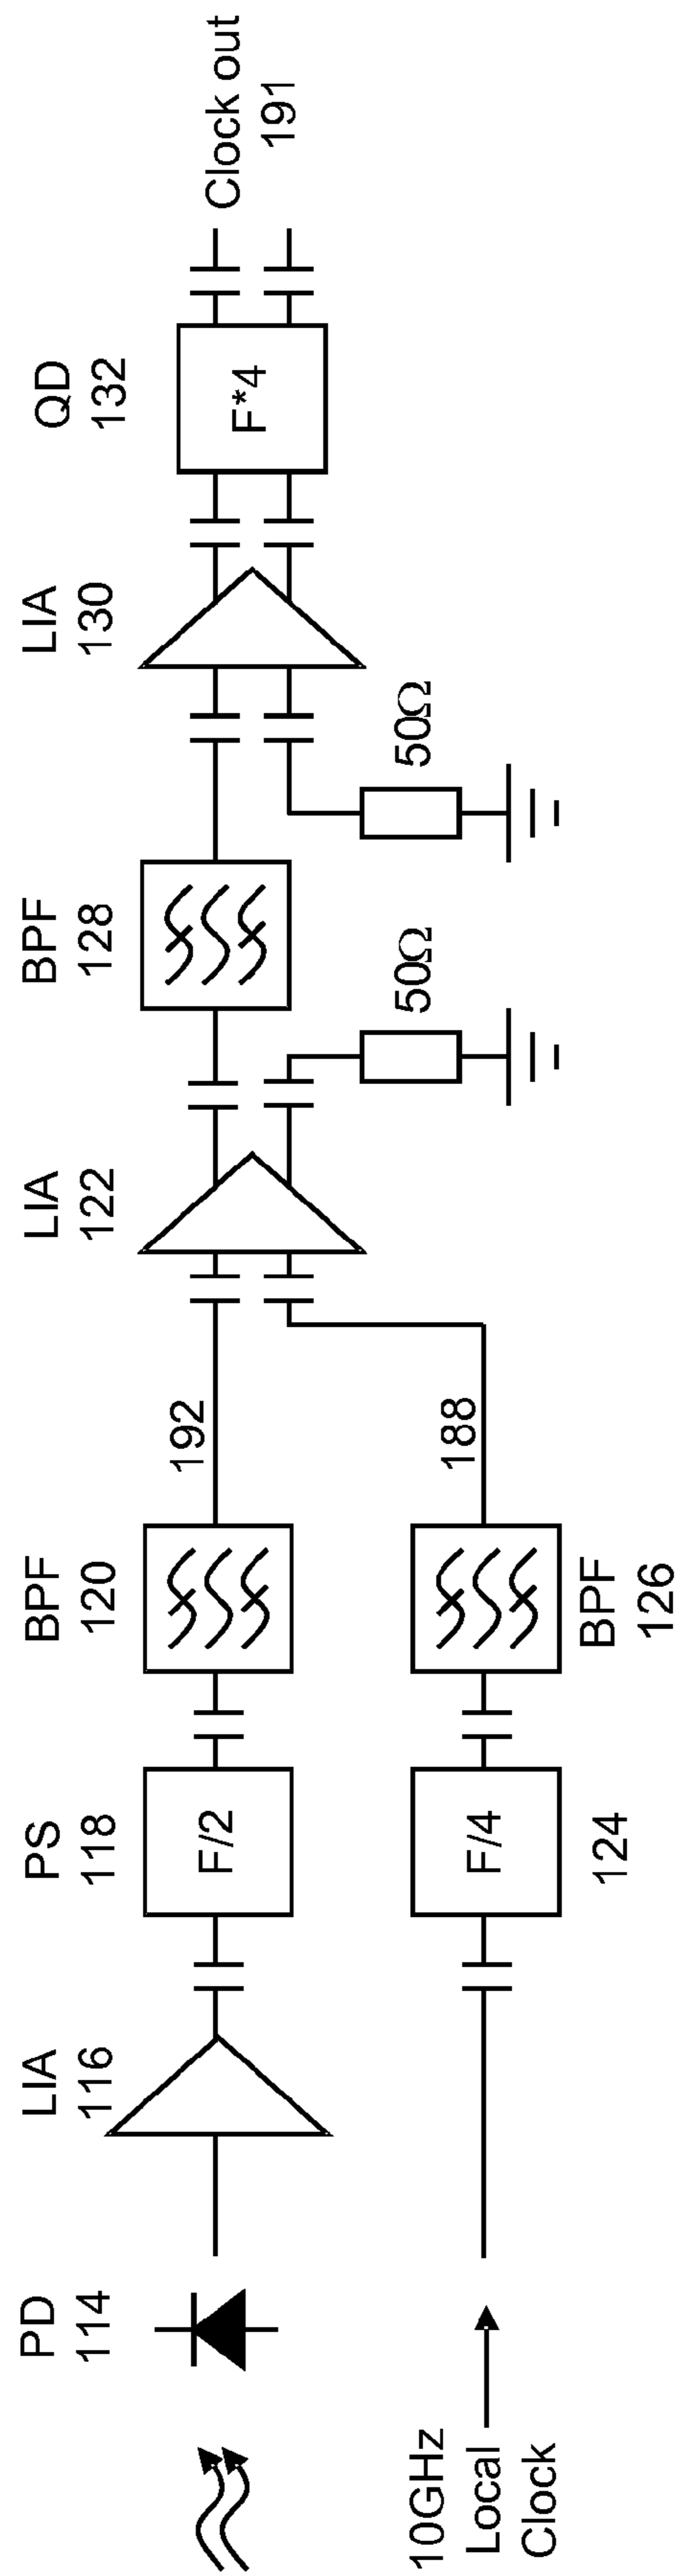 PD
114
LIA
116
PS
118
F/2
BPF
120
192
LIA
122
BPF
128
LIA
130
QD
132
F*4
Clock out
191
50Ω
50Ω
10GHz
Local
Clock
F/4
124
BPF
126
188